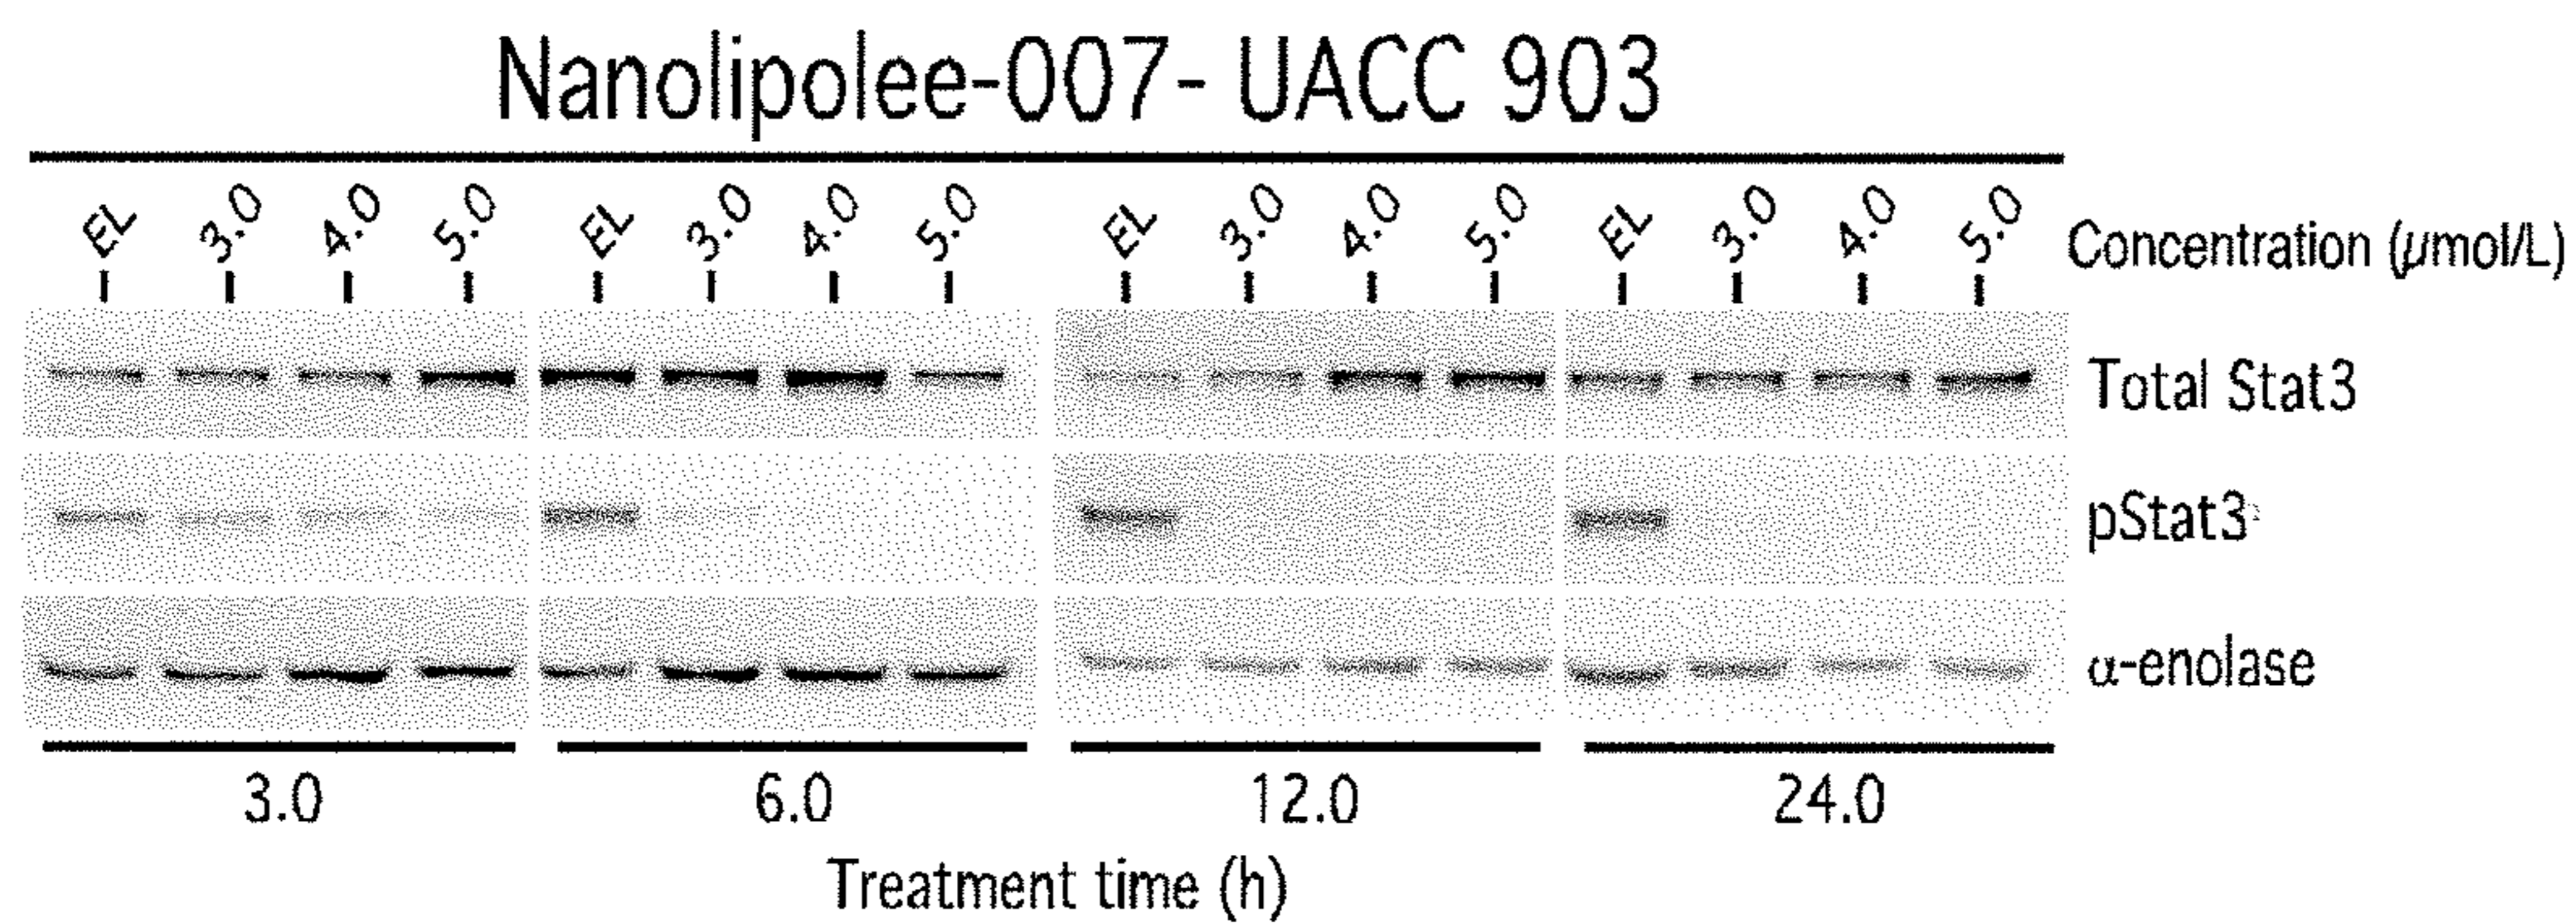 Nanolipolee-007- UACC 903
EL 3.0 4.0 5.0 EL 3.0 4.0 5.0 EL 3.0 4.0 5.0 EL 3.0 4.0 5.0 Concentration (µmol/L)
Total Stat3
pStat3
α-enolase
3.0 6.0 12.0 24.0
Treatment time (h)